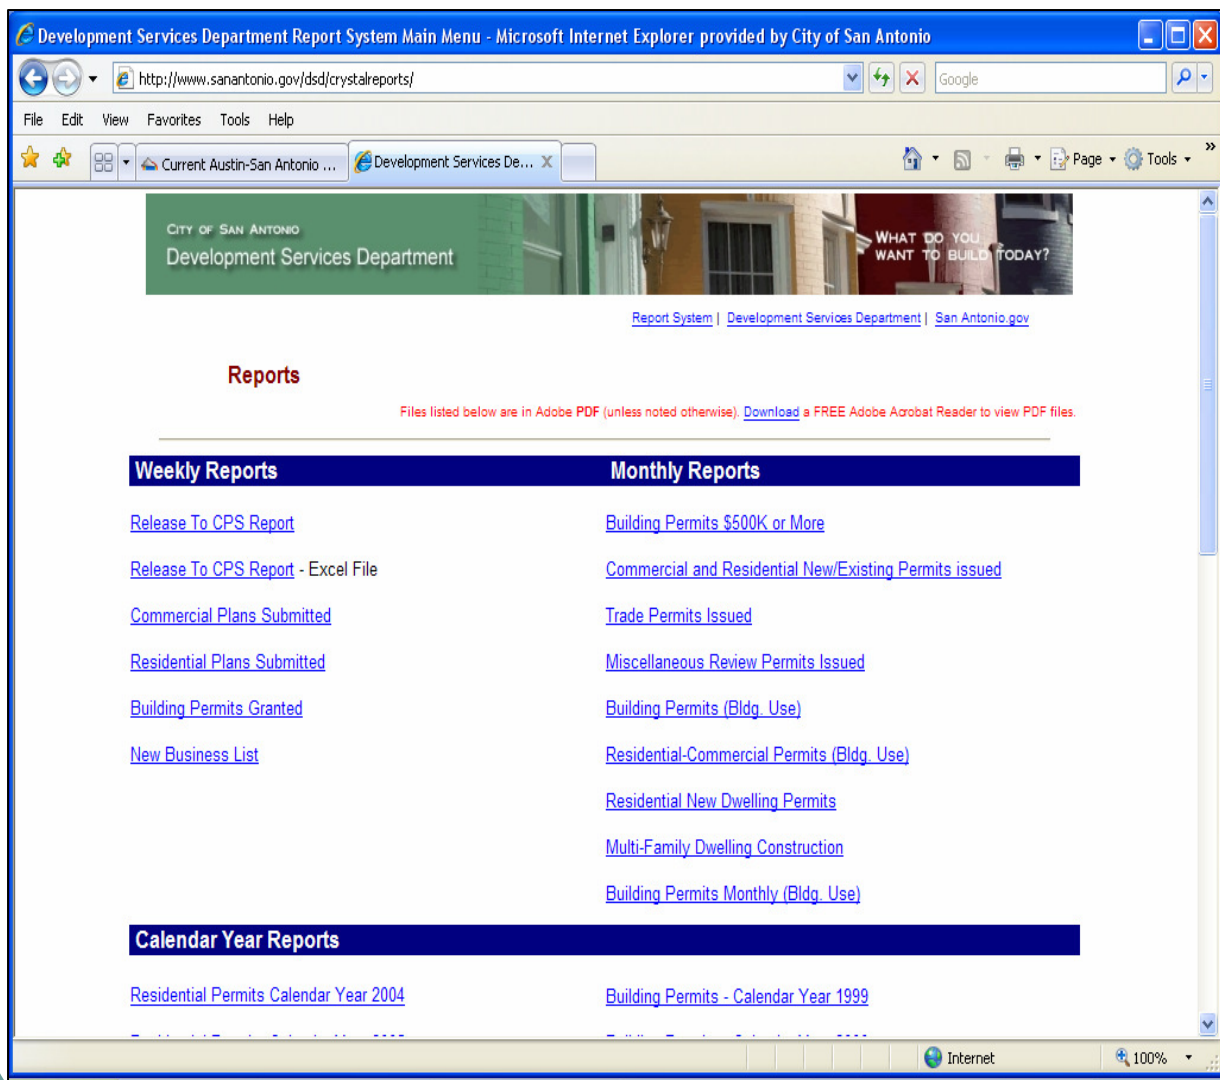 Development Services Department Report System Main Menu - Microsoft Internet Explorer provided by City of San Antonio
http://www.sanantonio.gov/dsd/crystalreports/
Google
File Edit View Favorites Tools Help
Current Austin-San Antonio ...
Development Services De...
Page
Tools
CITY OF SAN ANTONIO
Development Services Department
WHAT DO YOU
WANT TO BUILD TODAY?
Report System | Development Services Department | San Antonio.gov
Reports
Files listed below are in Adobe PDF (unless noted otherwise). Download a FREE Adobe Acrobat Reader to view PDF files.
Weekly Reports
Release To CPS Report
Release To CPS Report - Excel File
Commercial Plans Submitted
Residential Plans Submitted
Building Permits Granted
New Business List
Monthly Reports
Building Permits $500K or More
Commercial and Residential New/Existing Permits issued
Trade Permits Issued
Miscellaneous Review Permits Issued
Building Permits (Bldg. Use)
Residential-Commercial Permits (Bldg. Use)
Residential New Dwelling Permits
Multi-Family Dwelling Construction
Building Permits Monthly (Bldg. Use)
Calendar Year Reports
Residential Permits Calendar Year 2004
Building Permits - Calendar Year 1999
Internet
100%